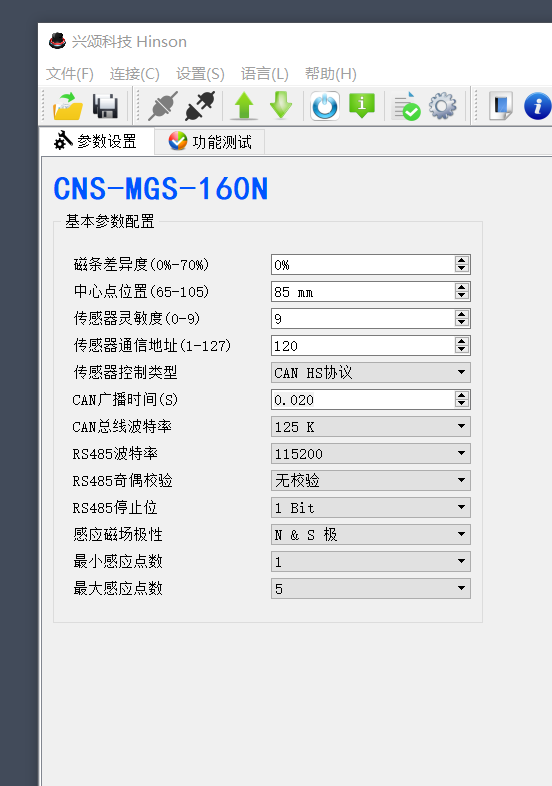 兴颂科技 Hinson
文件(F) 连接(C) 设置(S) 语言(L) 帮助(H)
参数设置 功能测试
CNS-MGS-160N
基本参数配置
磁条差异度(0%-70%) 0%
中心点位置(65-105) 85 mm
传感器灵敏度(0-9) 9
传感器通信地址(1-127) 120
传感器控制类型 CAN HS协议
CAN广播时间(S) 0.020
CAN总线波特率 125 K
RS485波特率 115200
RS485奇偶校验 无校验
RS485停止位 1 Bit
感应磁场极性 N & S 极
最小感应点数 1
最大感应点数 5